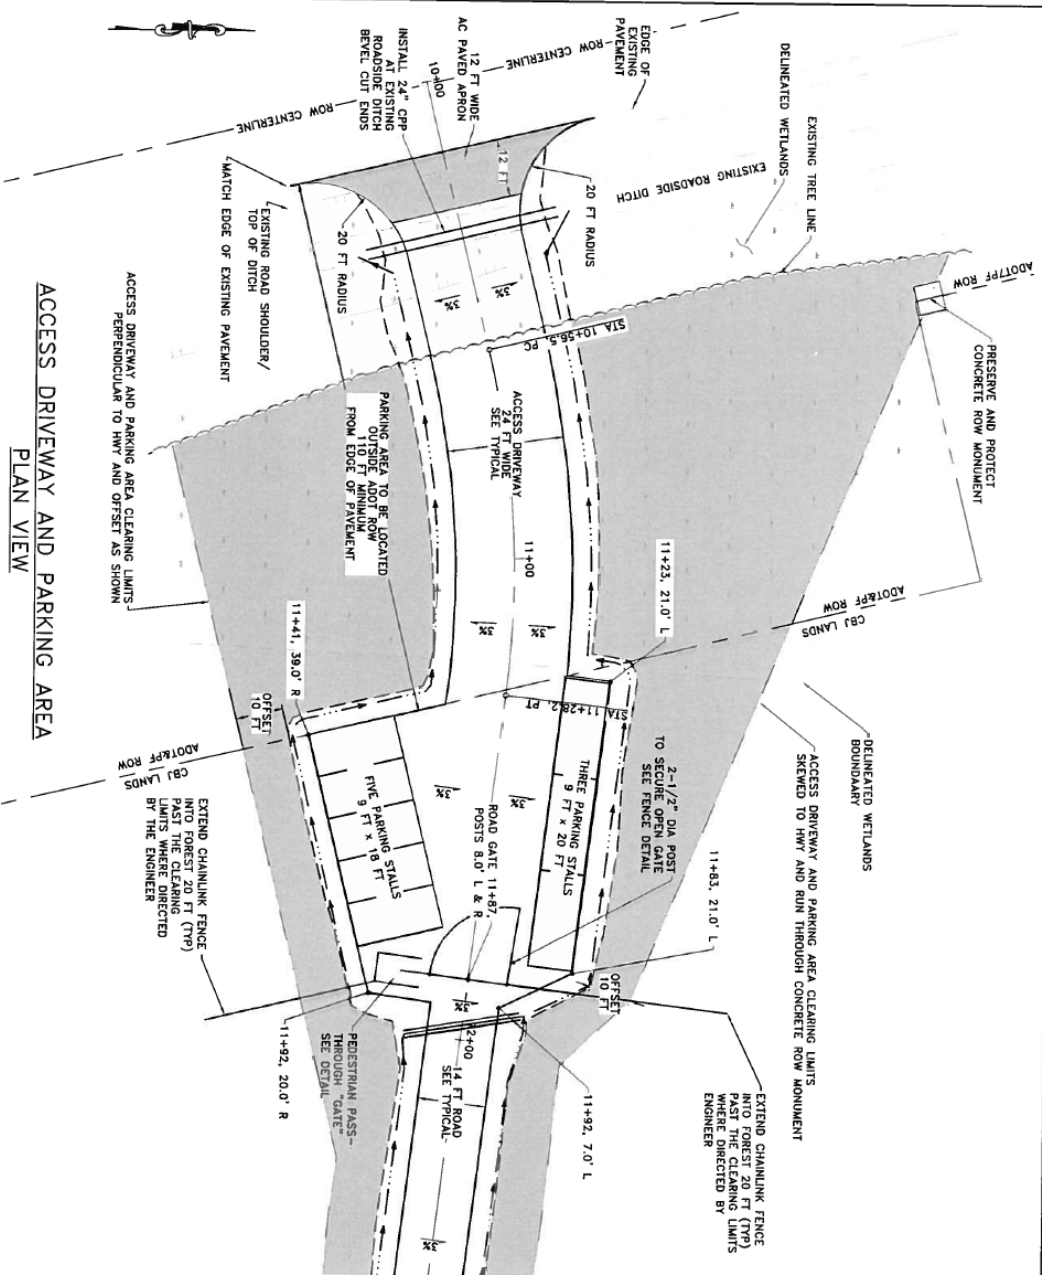 EDGE OF
EXISTING
PAVEMENT
ROW CENTERLINE
12 FT WIDE
AC PAVED APRON
10+00
INSTALL 24" CPP
AT EXISTING
ROADSIDE DITCH
BEVEL CUT ENDS
ROW CENTERLINE
DELINEATED WETLANDS
EXISTING TREE LINE
EXISTING ROADSIDE DITCH
12 FT
20 FT RADIUS
20 FT RADIUS
EXISTING ROAD SHOULDER/
TOP OF DITCH
MATCH EDGE OF EXISTING PAVEMENT
3%
3%
STA 10+56.5, PC
ADOT/PF ROW
PRESERVE AND PROTECT
CONCRETE ROW MONUMENT
ACCESS DRIVEWAY
24 FT WIDE
SEE TYPICAL
PARKING AREA TO BE LOCATED
OUTSIDE ADOT ROW
110 FT MINIMUM
FROM EDGE OF PAVEMENT
ACCESS DRIVEWAY AND PARKING AREA CLEARING LIMITS
PERPENDICULAR TO HWY AND OFFSET AS SHOWN
11+00
11+23, 21.0' L
ADOT&PF ROW
CBJ LANDS
3%
3%
11+41, 39.0' R
OFFSET
10 FT
STA 11+28.2, PT
ADOT&PF ROW
CBJ LANDS
DELINEATED WETLANDS
BOUNDAARY
ACCESS DRIVEWAY AND PARKING AREA CLEARING LIMITS
SKEWED TO HWY AND RUN THROUGH CONCRETE ROW MONUMENT
2-1/2" DIA POST
TO SECURE OPEN GATE
SEE FENCE DETAIL
THREE PARKING STALLS
9 FT x 20 FT
3%
3%
FIVE PARKING STALLS
9 FT x 18 FT
ROAD GATE 11+87,
POSTS 8.0' L & R
11+83, 21.0' L
EXTEND CHAINLINK FENCE
INTO FOREST 20 FT (TYP)
PAST THE CLEARING
LIMITS WHERE DIRECTED
BY THE ENGINEER
OFFSET
10 FT
3%
12+00
11+92, 20.0' R
PEDESTRIAN PASS-
THROUGH "GATE"
SEE DETAIL
14 FT ROAD
SEE TYPICAL
11+92, 7.0' L
EXTEND CHAINLINK FENCE
INTO FOREST 20 FT (TYP)
PAST THE CLEARING LIMITS
WHERE DIRECTED BY
ENGINEER
3%
ACCESS DRIVEWAY AND PARKING AREA
PLAN VIEW